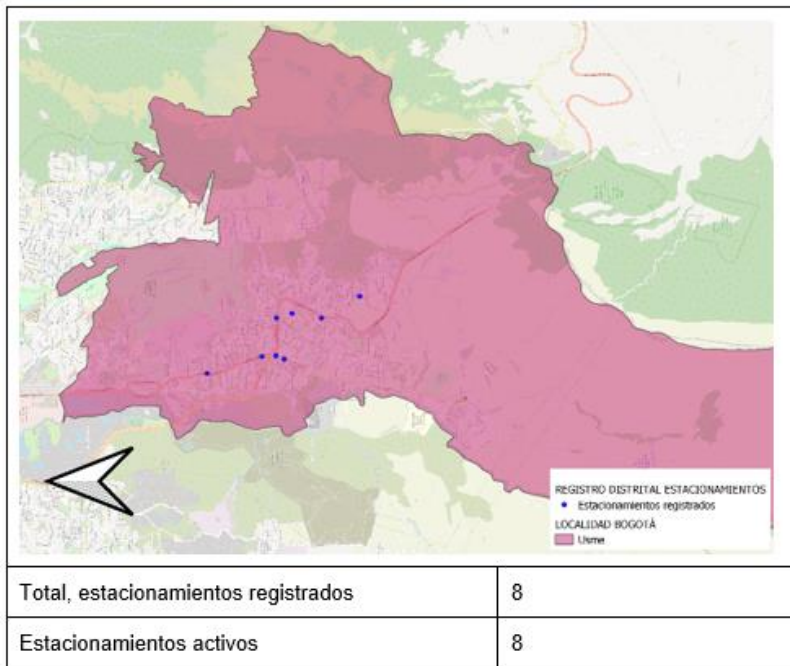 REGISTRO DISTRITAL ESTACIONAMIENTOS
Estacionamientos registrados
LOCALIDAD BOGOTÁ
Usme
Total, estacionamientos registrados 8
Estacionamientos activos 8